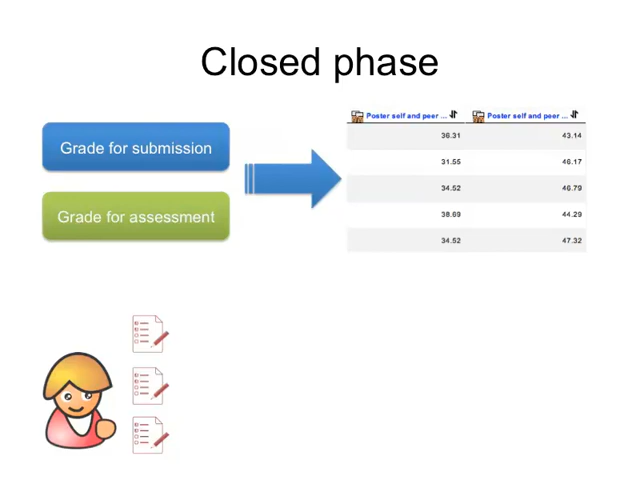 Closed phase
Grade for submission
Grade for assessment
Poster self and peer ... Poster self and peer ...
36.31 43.14
31.55 46.17
34.52 46.79
38.69 44.29
34.52 47.32